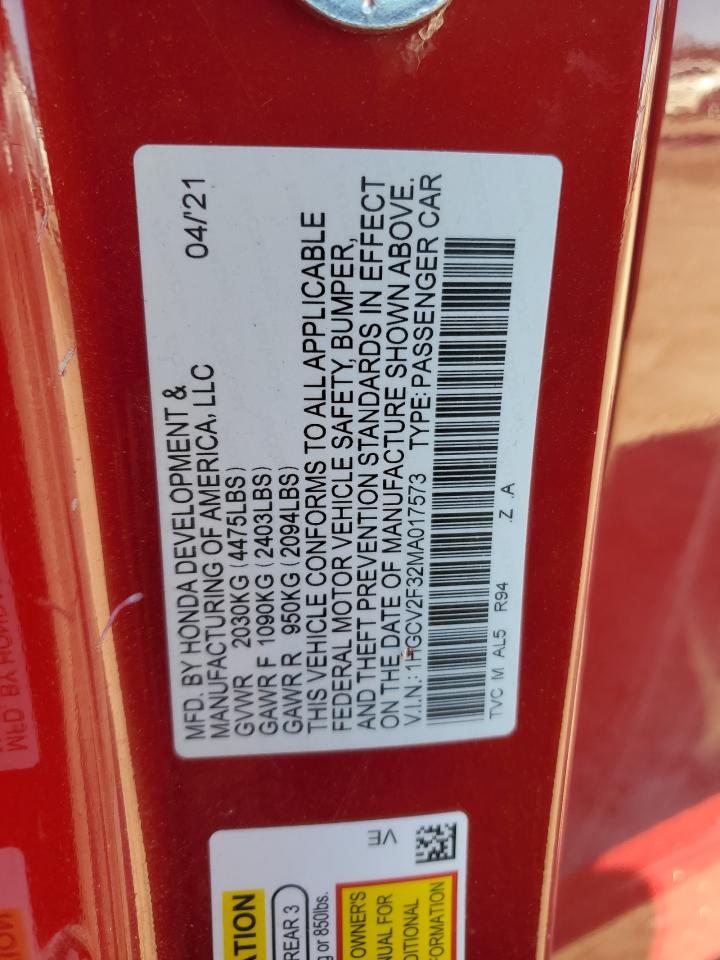 MFD. BY HONDA DEVELOPMENT &
MANUFACTURING OF AMERICA, LLC 04/'21
GVWR 2030KG (4475LBS)
GAWR F 1090KG (2403LBS)
GAWR R 950KG (2094LBS)
THIS VEHICLE CONFORMS TO ALL APPLICABLE
FEDERAL MOTOR VEHICLE SAFETY, BUMPER,
AND THEFT PREVENTION STANDARDS IN EFFECT
ON THE DATE OF MANUFACTURE SHOWN ABOVE.
V.I.N.: 1HGCV2F32MA017573 TYPE: PASSENGER CAR
TVC M AL5 R94 .Z .A
VE
ATION
REAR 3
g or 850lbs.
OWNER'S
NUAL FOR
DITIONAL
FORMATION